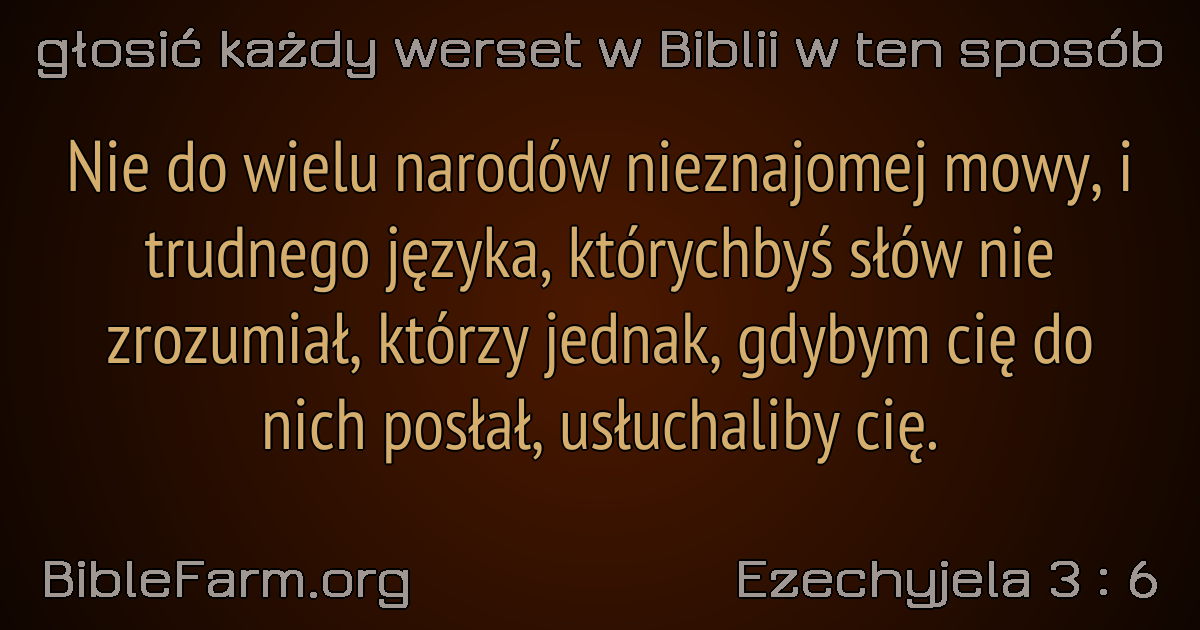 głosić każdy werset w Biblii w ten sposób
Nie do wielu narodów nieznajomej mowy, i
trudnego języka, którychbyś słów nie
zrozumiał, którzy jednak, gdybym cię do
nich posłał, usłuchaliby cię.
BibleFarm.org
Ezechyjela 3 : 6